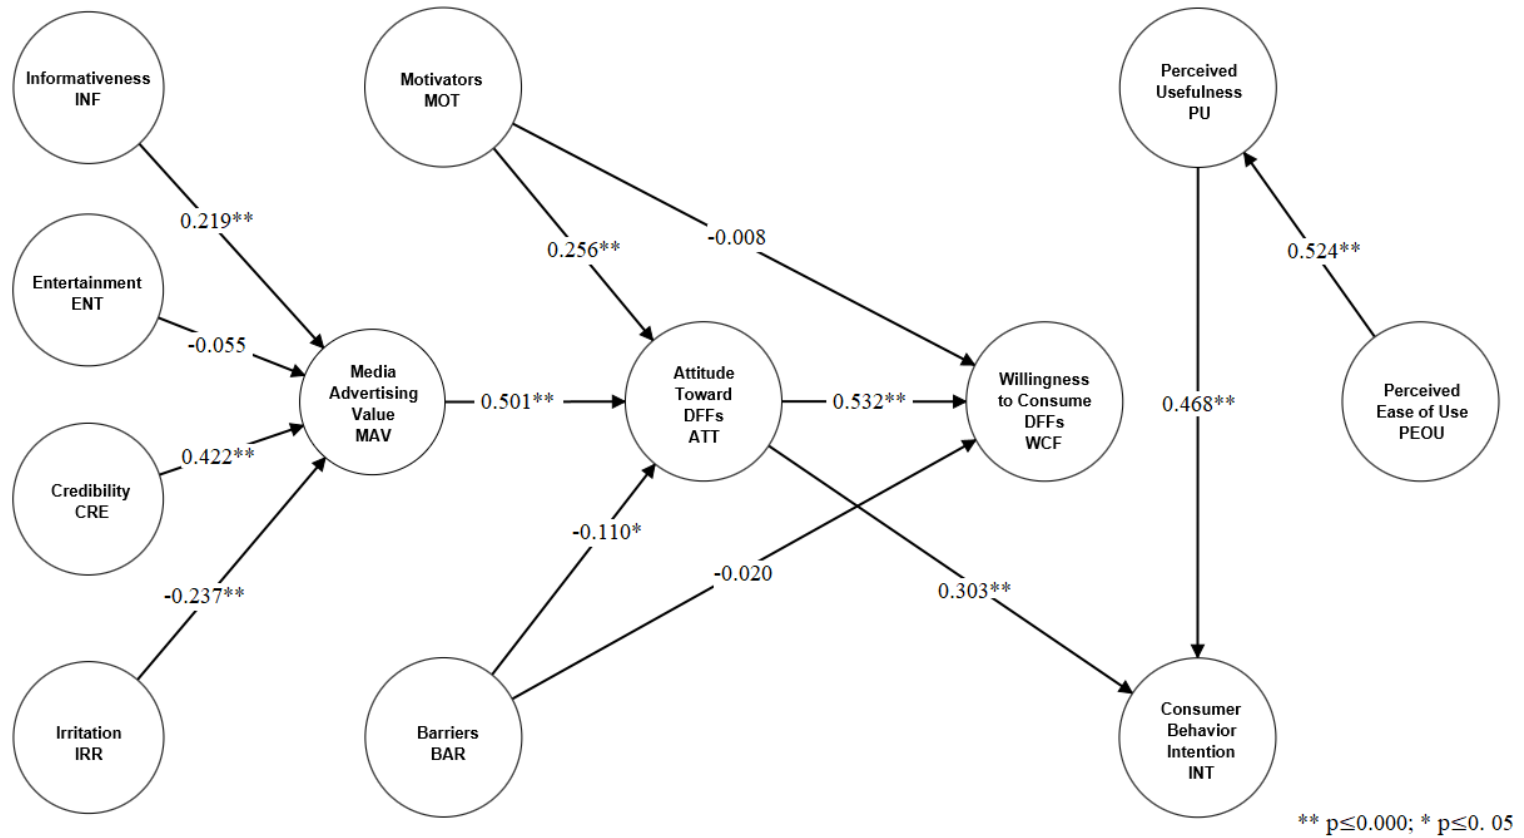 Informativeness
INF
Motivators
MOT
Perceived
Usefulness
PU
0.219**
0.256**
-0.008
0.524**
Entertainment
ENT
-0.055
Media
Advertising
Value
MAV
0.501**
Attitude
Toward
DFFs
ATT
0.532**
Willingness
to Consume
DFFs
WCF
0.468**
Perceived
Ease of Use
PEOU
0.422**
Credibility
CRE
-0.110*
-0.020
0.303**
-0.237**
Irritation
IRR
Barriers
BAR
Consumer
Behavior
Intention
INT
** p≤0.000; * p≤0. 05